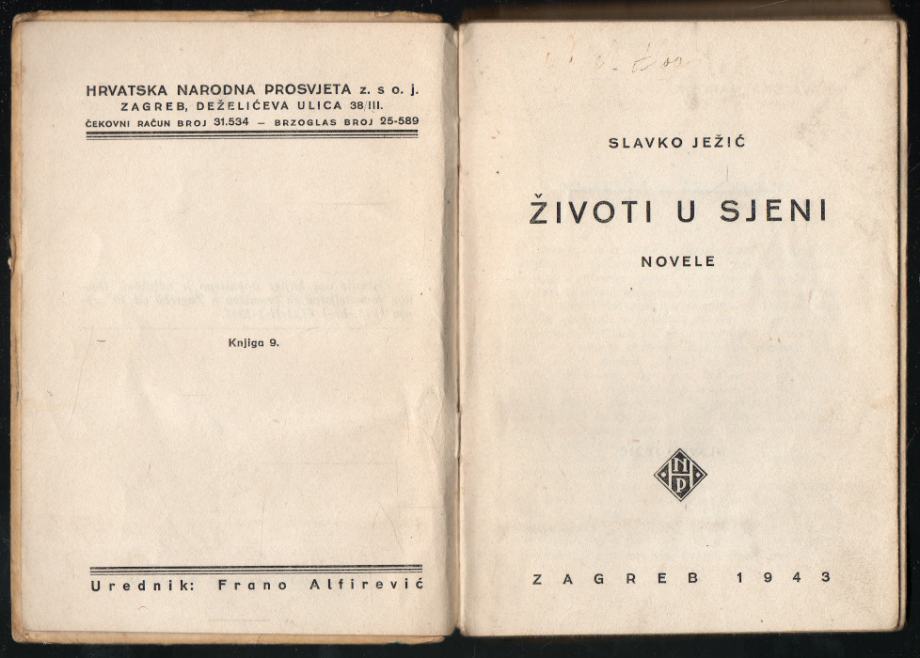 HRVATSKA NARODNA PROSVJETA z. s o. j.
ZAGREB, DEŽELIĆEVA ULICA 38/III.
ČEKOVNI RAČUN BROJ 31.534 — BRZOGLAS BROJ 25-589
Knjiga 9.
Urednik: Frano Alfirević
SLAVKO JEŽIĆ
ŽIVOTI U SJENI
NOVELE
HNP
ZAGREB 1943